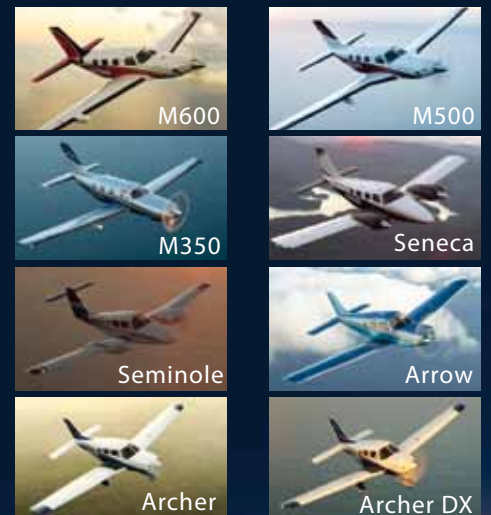 M600
M500
M350
Seneca
Seminole
Arrow
Archer
Archer DX